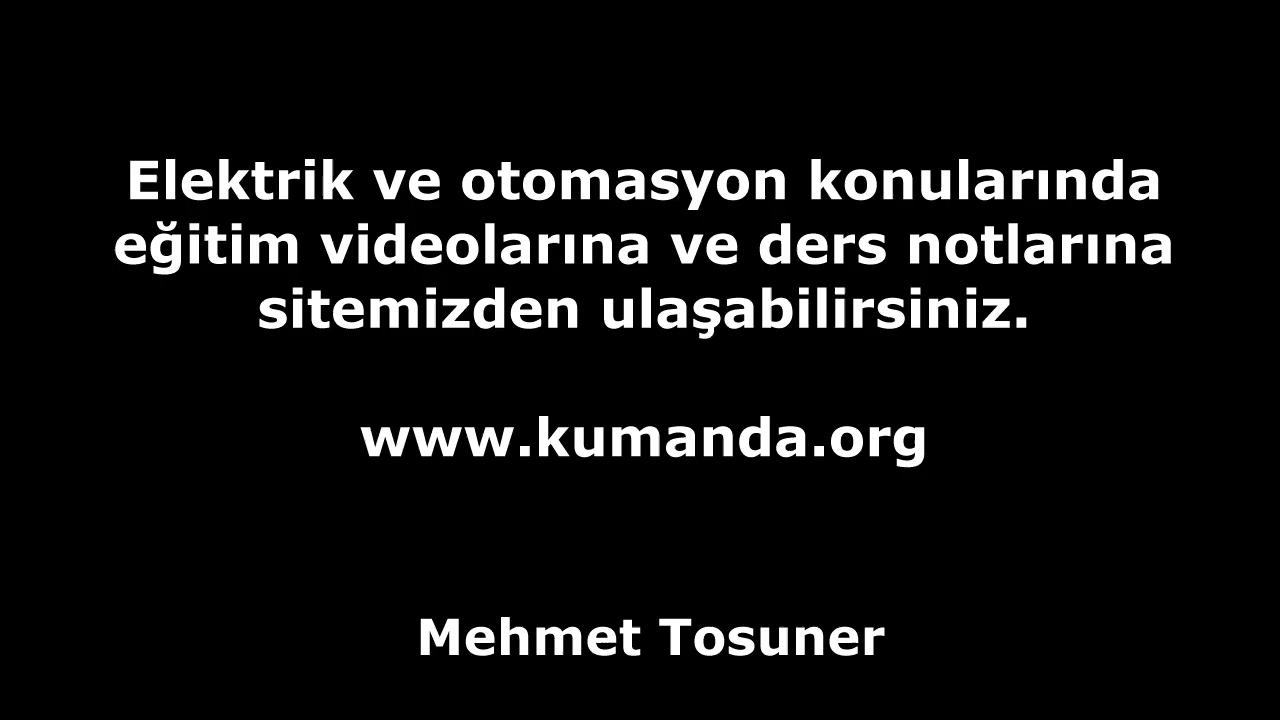 Elektrik ve otomasyon konularında
eğitim videolarına ve ders notlarına
sitemizden ulaşabilirsiniz.
www.kumanda.org
Mehmet Tosuner